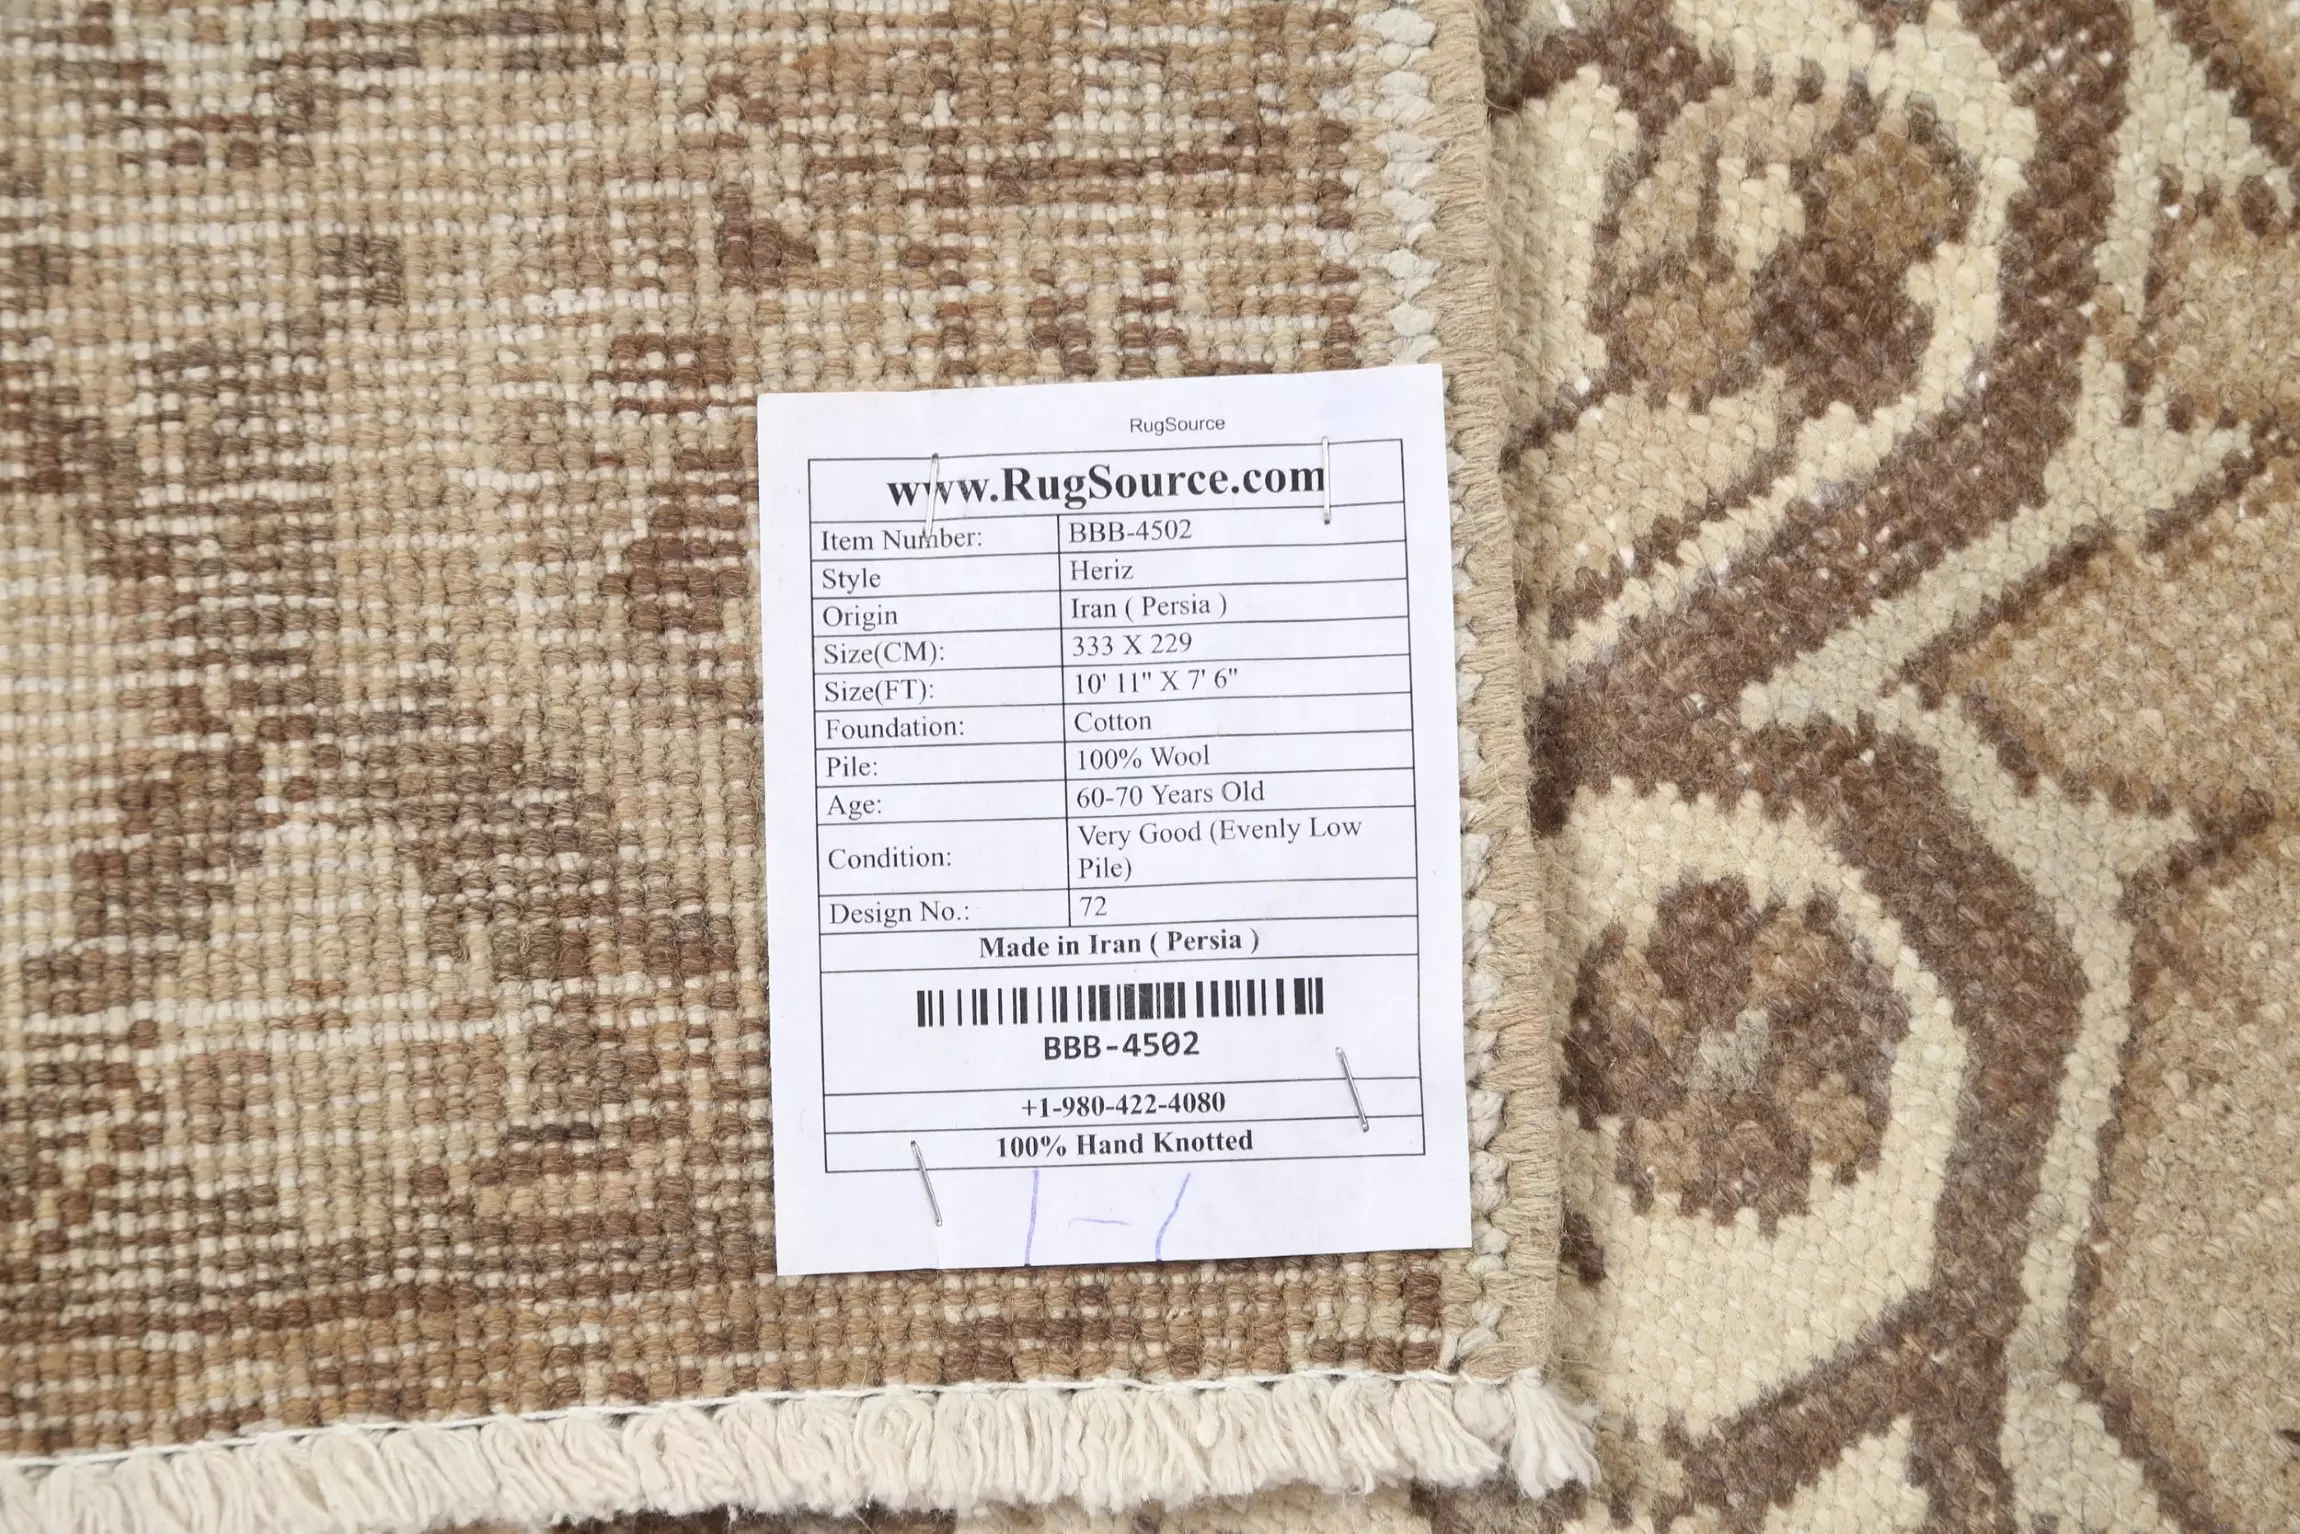 RugSource
www.RugSource.com
Item Number: BBB-4502
Style Heriz
Origin Iran ( Persia )
Size(CM): 333 X 229
Size(FT): 10' 11" X 7' 6"
Foundation: Cotton
Pile: 100% Wool
Age: 60-70 Years Old
Condition: Very Good (Evenly Low
Pile)
Design No.: 72
Made in Iran ( Persia )
BBB-4502
+1-980-422-4080
100% Hand Knotted
1-1